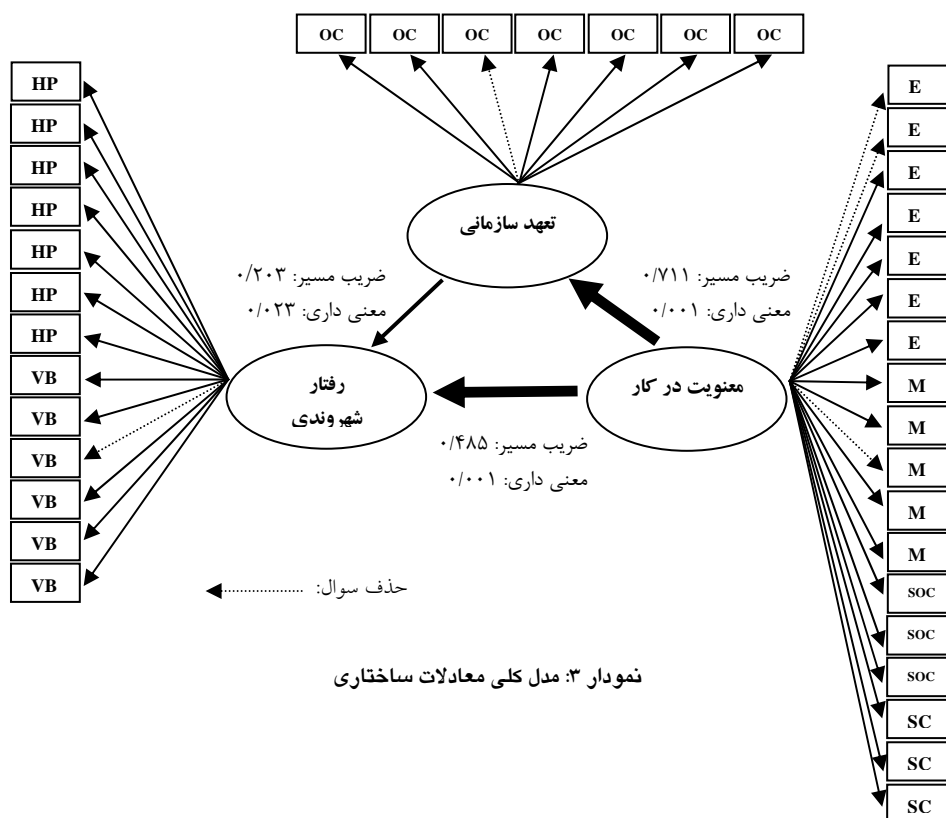 OC OC OC OC OC OC OC
HP
HP
HP
HP
HP
HP
HP
VB
VB
VB
VB
VB
VB
E
E
E
E
E
E
E
M
M
M
M
M
SOC
SOC
SOC
SC
SC
SC
تعهد سازمانی
ضریب مسیر: ۰/۷۱۱
معنی داری: ۰/۰۰۱
ضریب مسیر: ۰/۲۰۳
معنی داری: ۰/۰۲۳
معنویت در کار
رفتار
شهروندی
ضریب مسیر: ۰/۴۸۵
معنی داری: ۰/۰۰۱
حذف سوال:
نمودار ۳: مدل کلی معادلات ساختاری